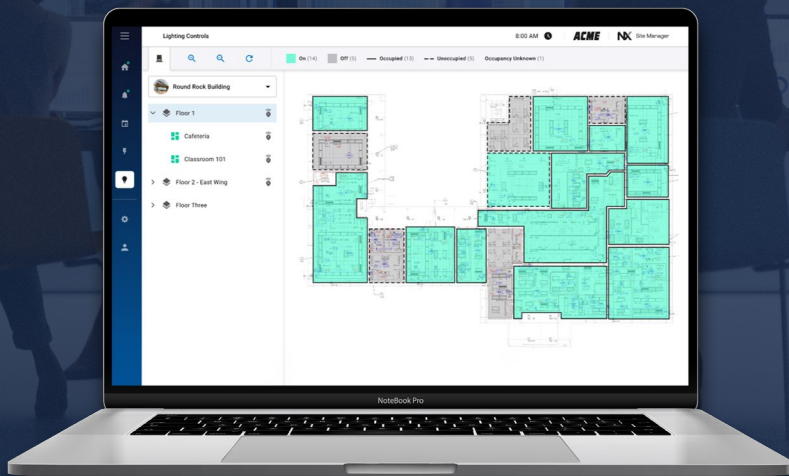 Lighting Controls
8:00 AM
ACME
NX Site Manager
On (14)
Off (5)
Occupied (13)
Unoccupied (5)
Occupancy Unknown (1)
Round Rock Building
Floor 1
Cafeteria
Classroom 101
Floor 2 - East Wing
Floor Three
NoteBook Pro